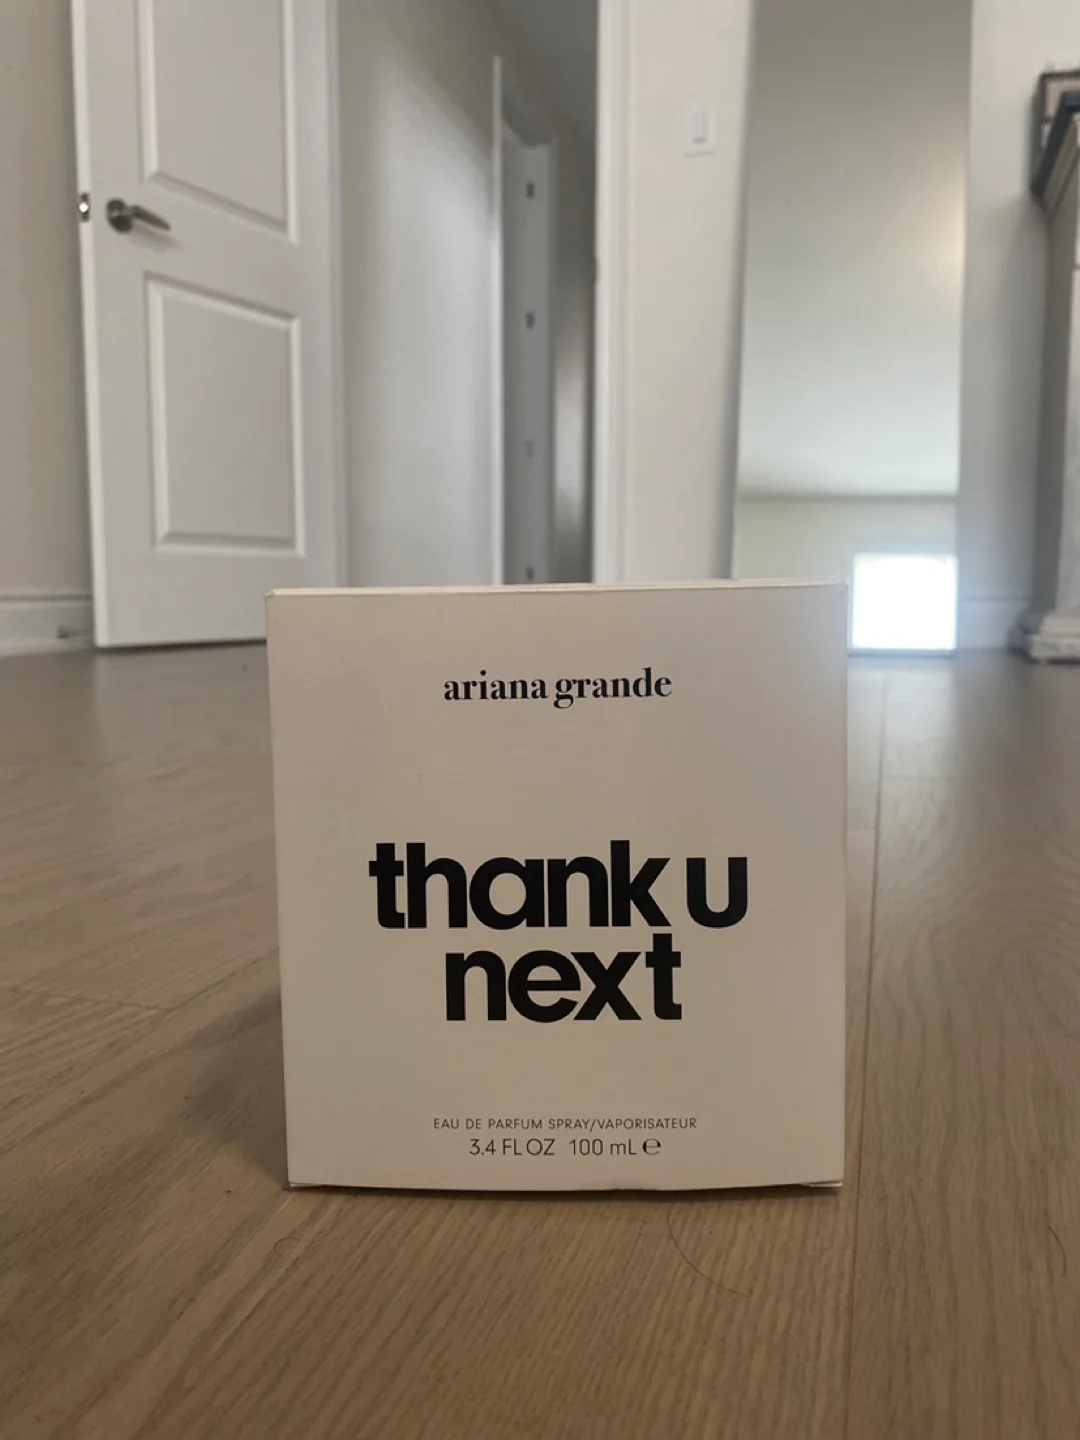 ariana grande
thank u
next
EAU DE PARFUM SPRAY/VAPORISATEUR
3.4 FL OZ 100 mL ℮